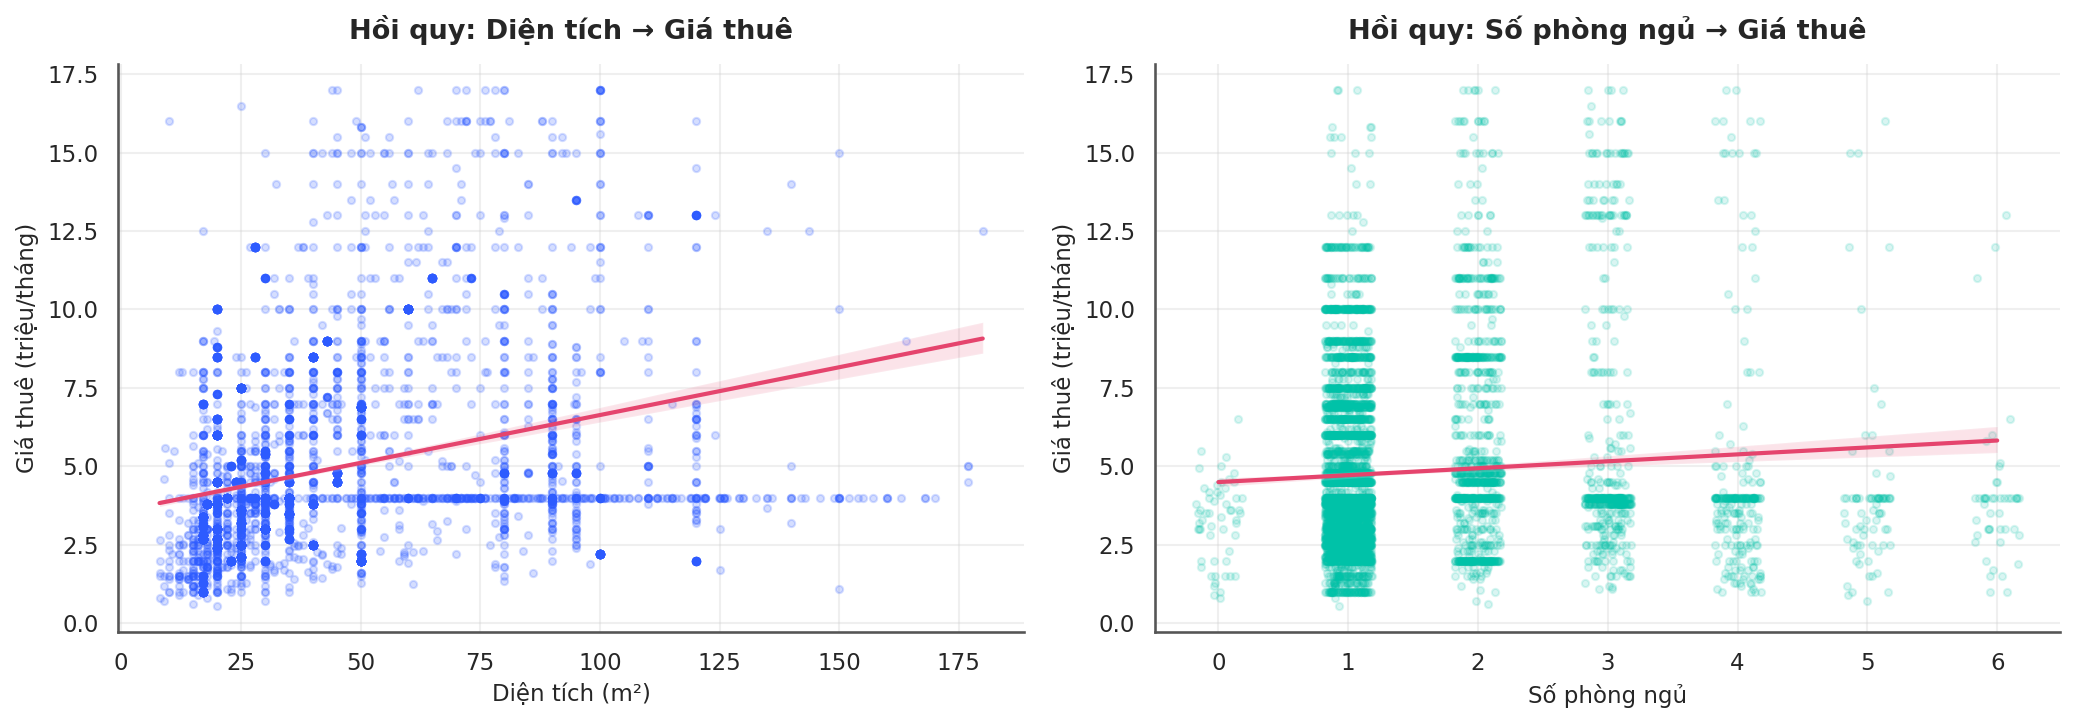 Hồi quy: Diện tích → Giá thuê
Giá thuê (triệu/tháng)
17.5
15.0
12.5
10.0
7.5
5.0
2.5
0.0
0 25 50 75 100 125 150 175
Diện tích (m²)
Hồi quy: Số phòng ngủ → Giá thuê
Giá thuê (triệu/tháng)
17.5
15.0
12.5
10.0
7.5
5.0
2.5
0.0
0 1 2 3 4 5 6
Số phòng ngủ